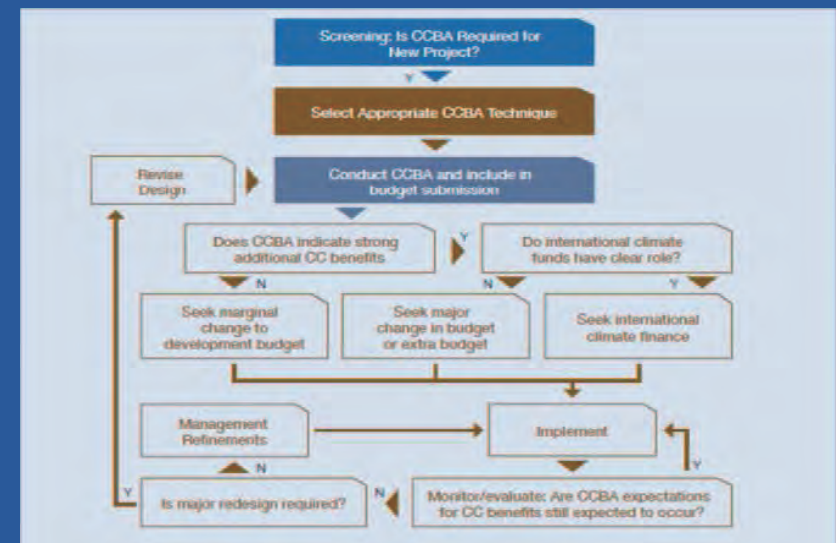 Screening: Is CCBA Required for
New Project?
Y
Select Appropriate CCBA Technique
Revise
Design
Conduct CCBA and include in
budget submission
Does CCBA indicate strong
additional CC benefits
Y
Do international climate
funds have clear role?
N
N
Y
Seek marginal
change to
development budget
Seek major
change in budget
or extra budget
Seek international
climate finance
Management
Refinements
Implement
N
Y
Y
Is major redesign required?
N
Monitor/evaluate: Are CCBA expectations
for CC benefits still expected to occur?